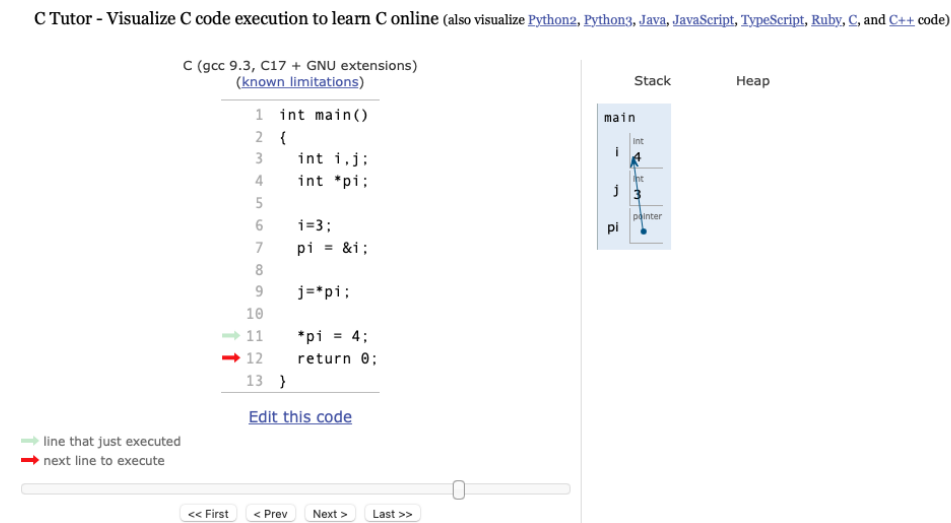 C Tutor - Visualize C code execution to learn C online (also visualize Python2, Python3, Java, JavaScript, TypeScript, Ruby, C, and C++ code)
C (gcc 9.3, C17 + GNU extensions)
(known limitations)
1 int main()
2 {
3   int i,j;
4   int *pi;
5
6   i=3;
7   pi = &i;
8
9   j=*pi;
10
11   *pi = 4;
12   return 0;
13 }
Edit this code
line that just executed
next line to execute
<< First < Prev Next > Last >>
Stack Heap
main
int
i 4
int
j 3
pointer
pi